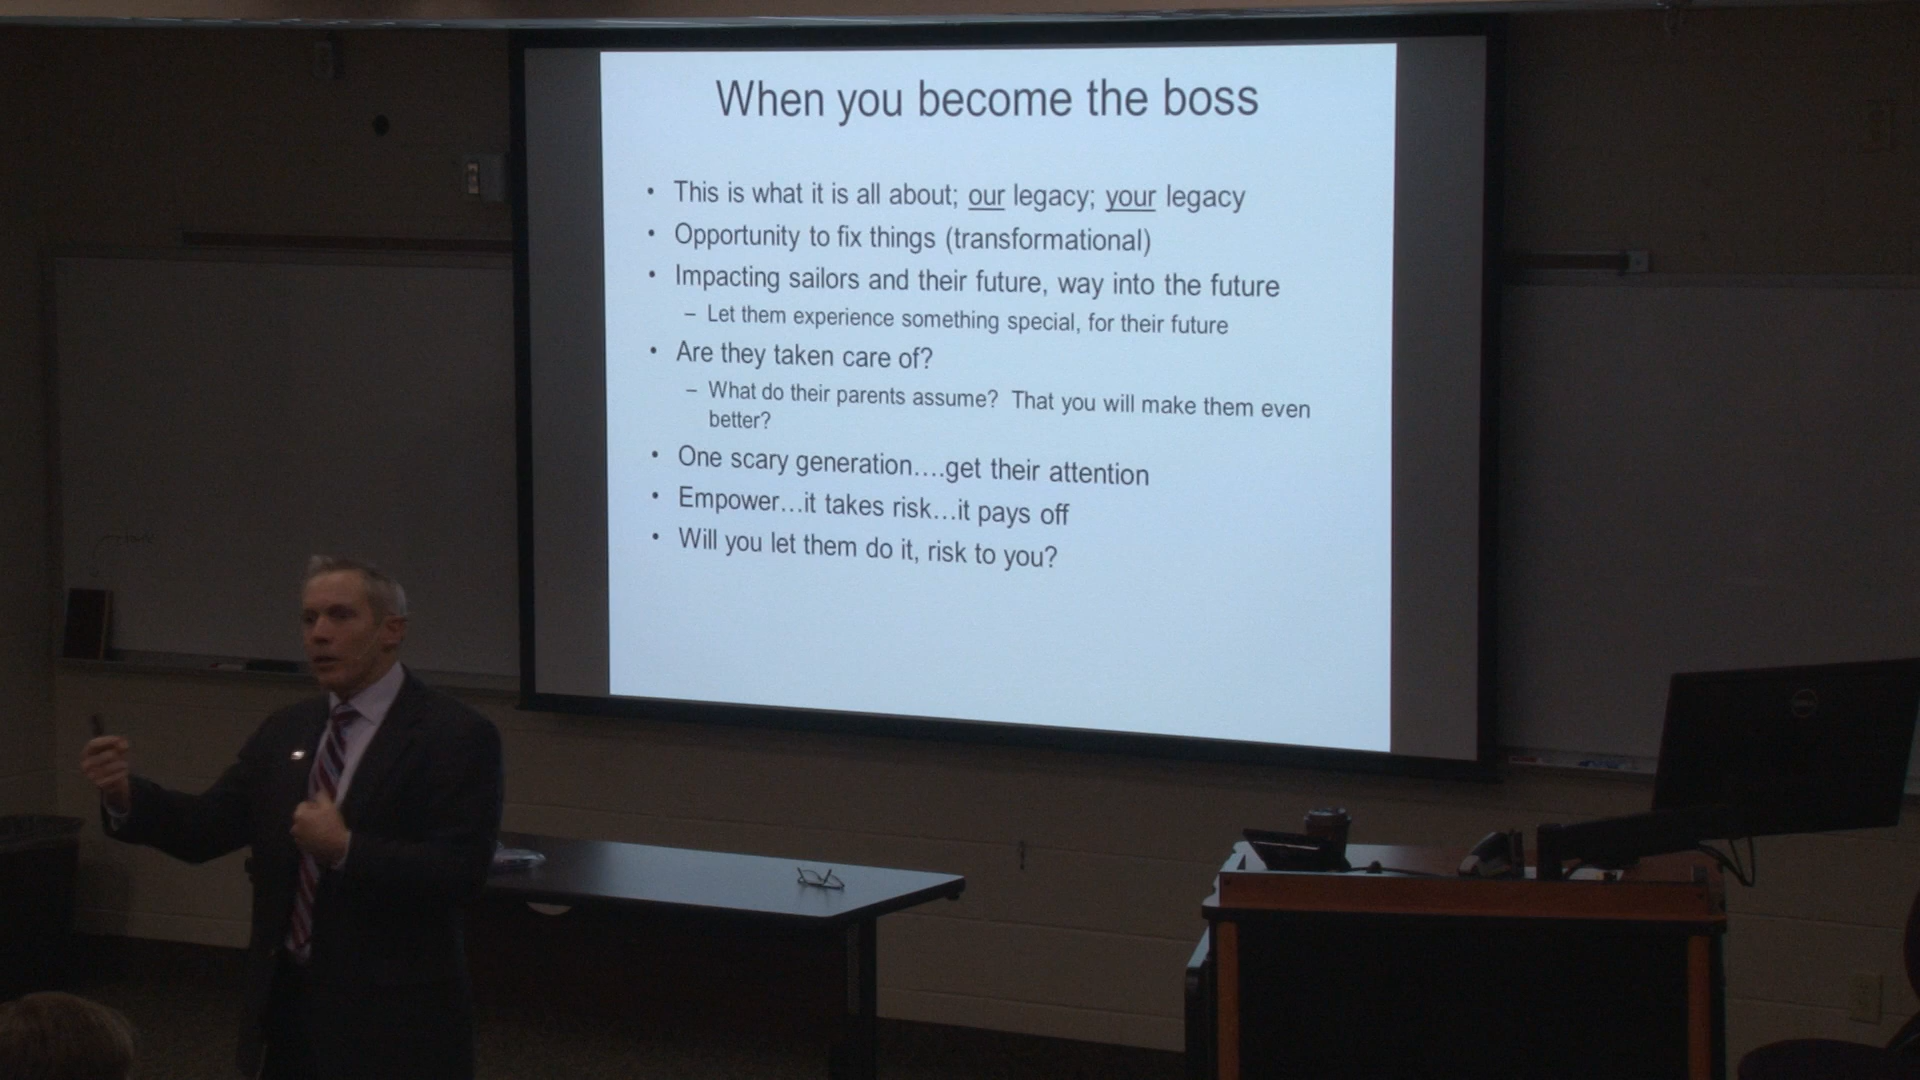 When you become the boss
• This is what it is all about; our legacy; your legacy
• Opportunity to fix things (transformational)
• Impacting sailors and their future, way into the future
– Let them experience something special, for their future
• Are they taken care of?
– What do their parents assume?  That you will make them even
better?
• One scary generation….get their attention
• Empower…it takes risk…it pays off
• Will you let them do it, risk to you?
DELL